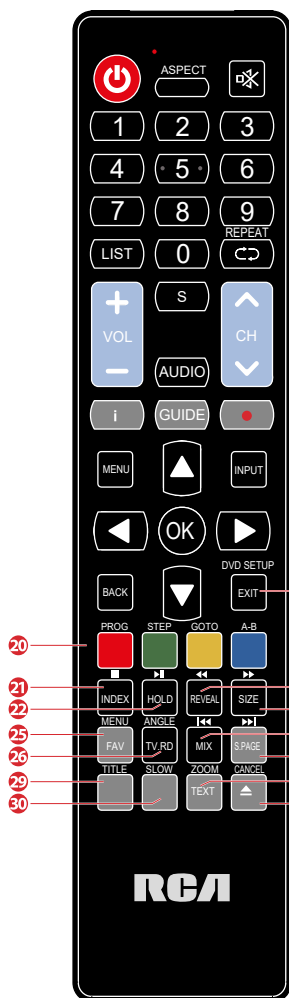 ASPECT
1 2 3
4 5 6
7 8 9
REPEAT
LIST 0
S
+ VOL −
CH
AUDIO
i GUIDE
MENU INPUT
OK
DVD SETUP
BACK EXIT
PROG STEP GOTO A-B
20
21 INDEX HOLD REVEAL SIZE
22
MENU ANGLE
25 FAV TV.RD MIX S.PAGE
26
TITLE SLOW ZOOM CANCEL
29 TEXT
30
RCA